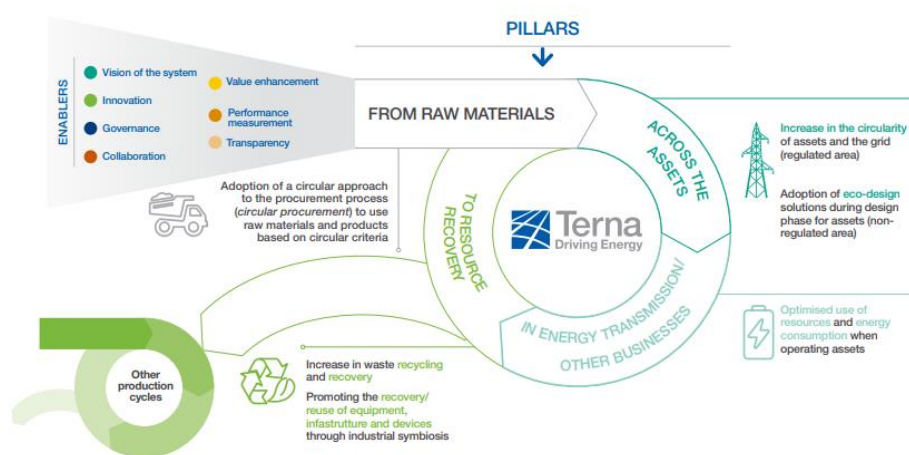 PILLARS
ENABLERS
Vision of the system
Innovation
Governance
Collaboration
Value enhancement
Performance
measurement
Transparency
FROM RAW MATERIALS
ACROSS THE
ASSETS
IN ENERGY TRANSMISSION/
OTHER BUSINESSES
TO RESOURCE
RECOVERY
Terna
Driving Energy
Adoption of a circular approach
to the procurement process
(circular procurement) to use
raw materials and products
based on circular criteria
Increase in the circularity
of assets and the grid
(regulated area)
Adoption of eco-design
solutions during design
phase for assets (non-
regulated area)
Optimised use of
resources and energy
consumption when
operating assets
Other
production
cycles
Increase in waste recycling
and recovery
Promoting the recovery/
reuse of equipment,
infastrutture and devices
through industrial symbiosis